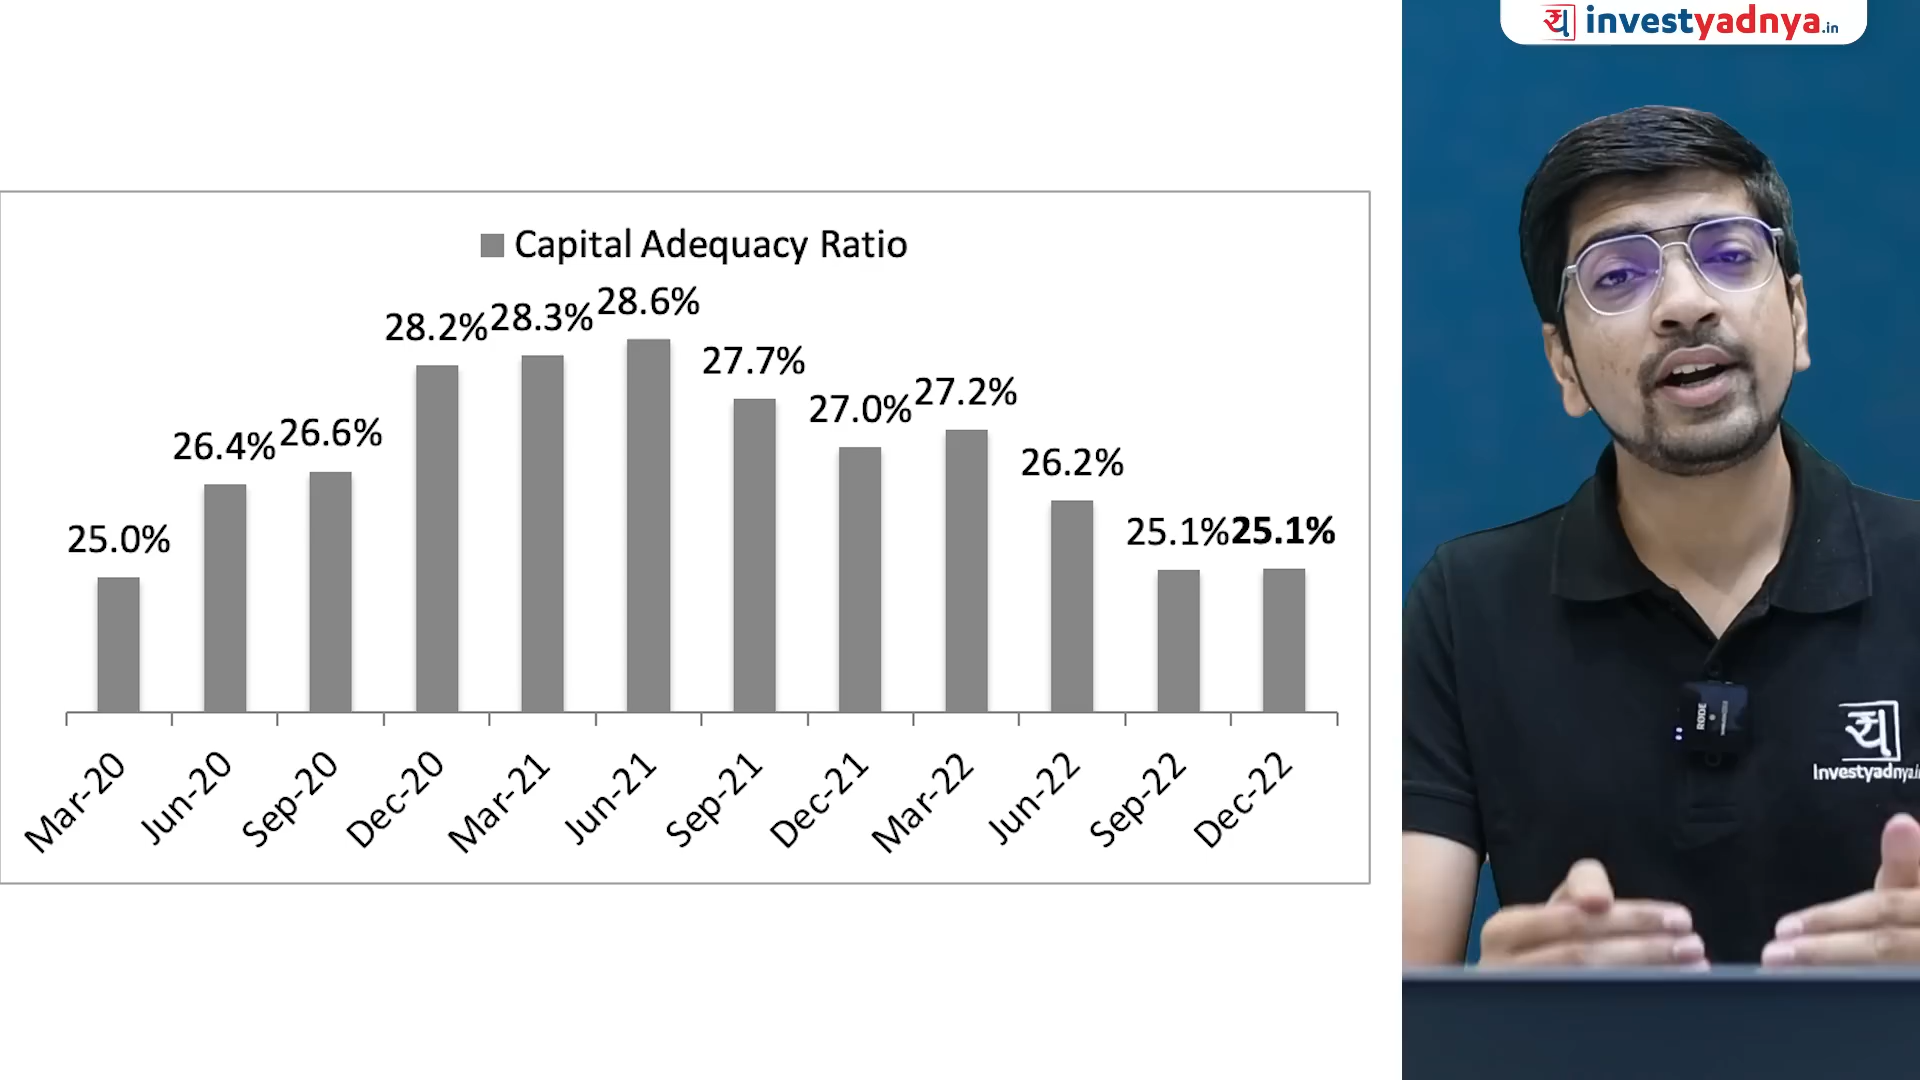 investyadnya.in
Capital Adequacy Ratio
25.0%
26.4%
26.6%
28.2%
28.3%
28.6%
27.7%
27.0%
27.2%
26.2%
25.1%
25.1%
Mar-20
Jun-20
Sep-20
Dec-20
Mar-21
Jun-21
Sep-21
Dec-21
Mar-22
Jun-22
Sep-22
Dec-22
RODE
Investyadnya.i